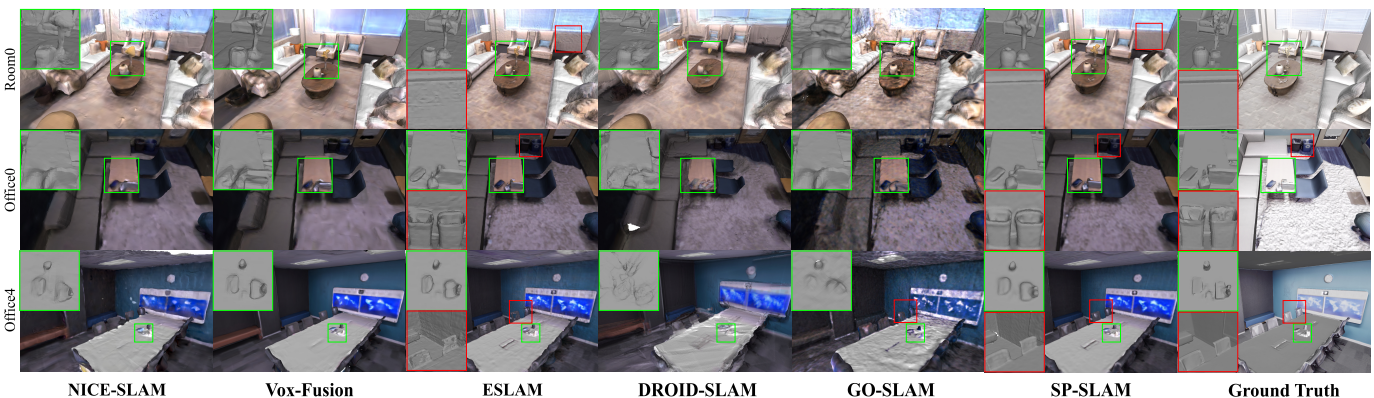 Room0
Office0
Office4
NICE-SLAM Vox-Fusion ESLAM DROID-SLAM GO-SLAM SP-SLAM Ground Truth